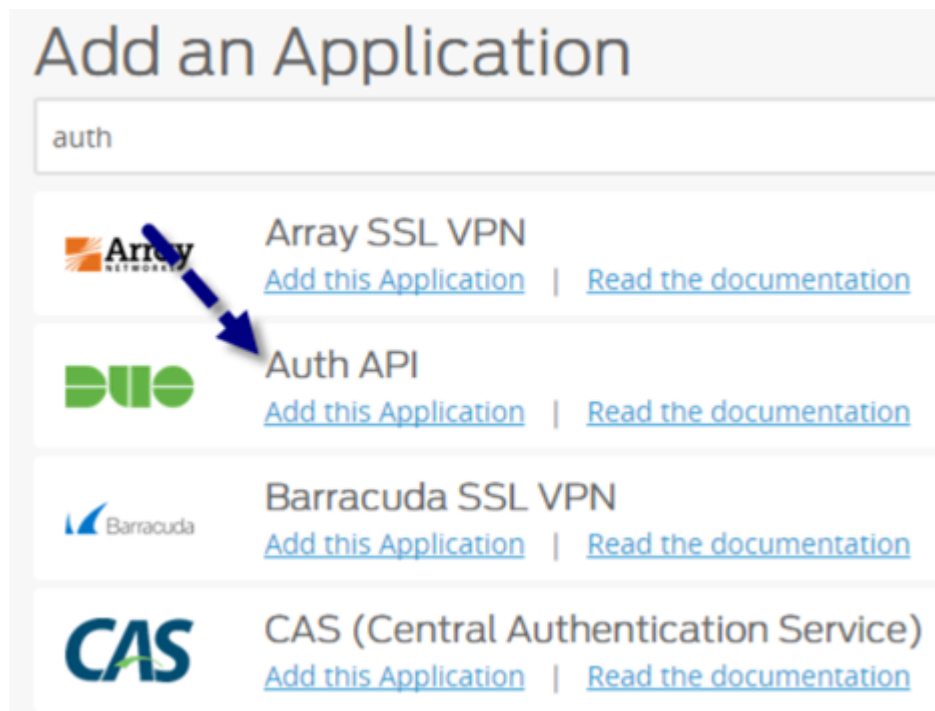 Add an Application
auth
Array
NETWORKS
Array SSL VPN
Add this Application | Read the documentation
DUO
Auth API
Add this Application | Read the documentation
Barracuda
Barracuda SSL VPN
Add this Application | Read the documentation
CAS
CAS (Central Authentication Service)
Add this Application | Read the documentation